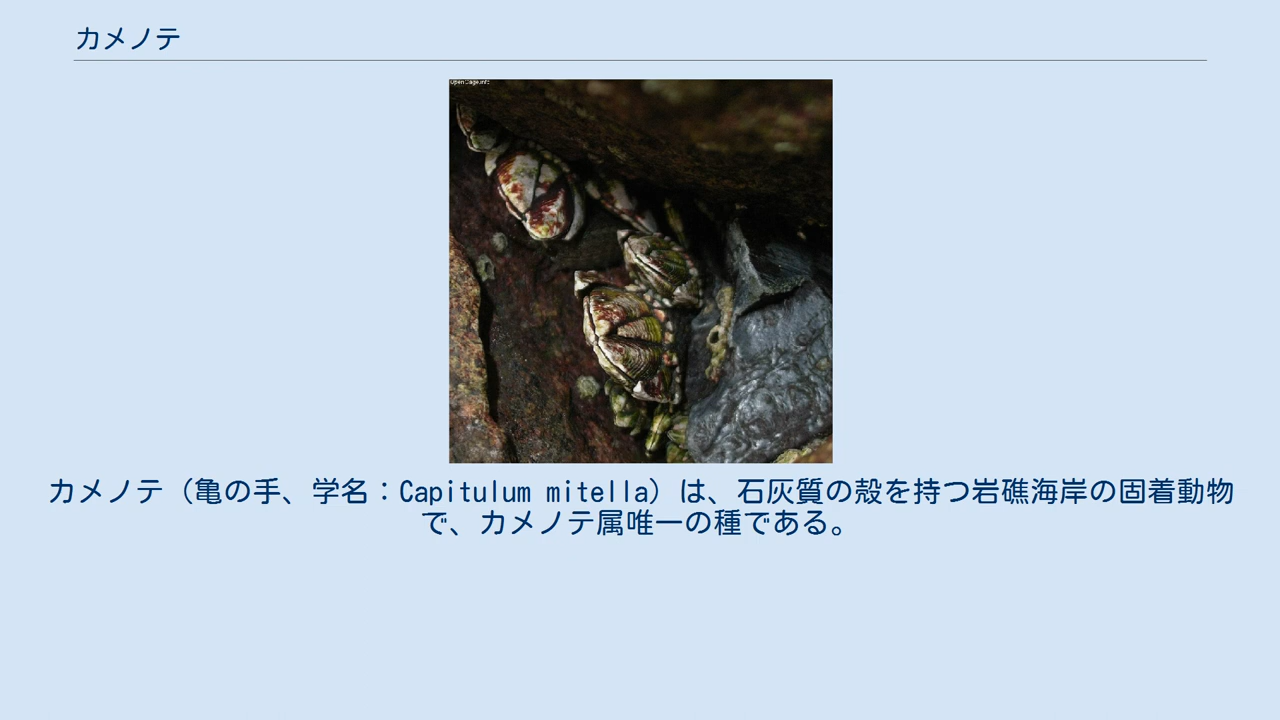 カメノテ
カメノテ（亀の手、学名：Capitulum mitella）は、石灰質の殻を持つ岩礁海岸の固着動物
で、カメノテ属唯一の種である。